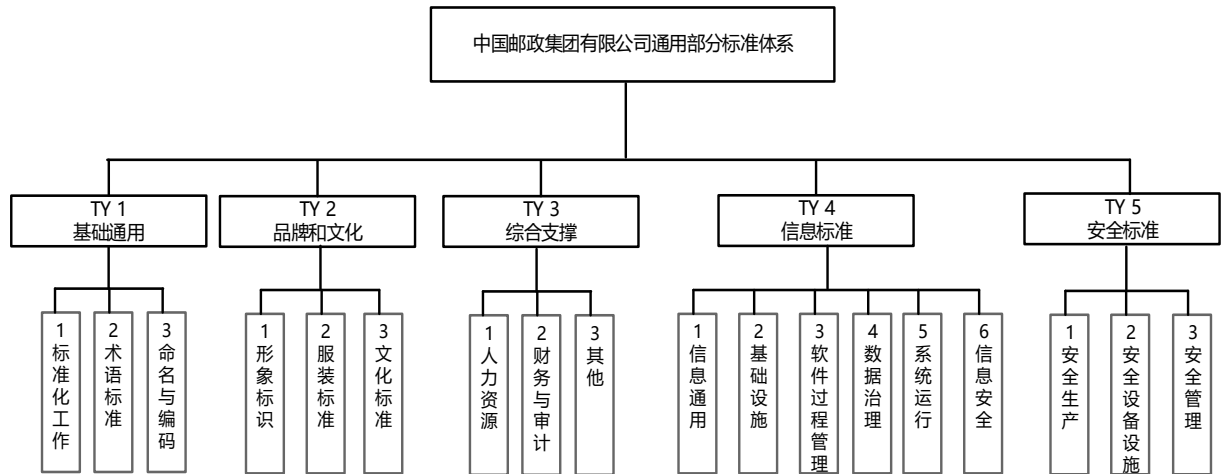 中国邮政集团有限公司通用部分标准体系
TY 1
基础通用
TY 2
品牌和文化
TY 3
综合支撑
TY 4
信息标准
TY 5
安全标准
1标准化工作
2术语标准
3命名与编码
1形象标识
2服装标准
3文化标准
1人力资源
2财务与审计
3其他
1信息通用
2基础设施
3软件过程管理
4数据治理
5系统运行
6信息安全
1安全生产
2安全设备设施
3安全管理